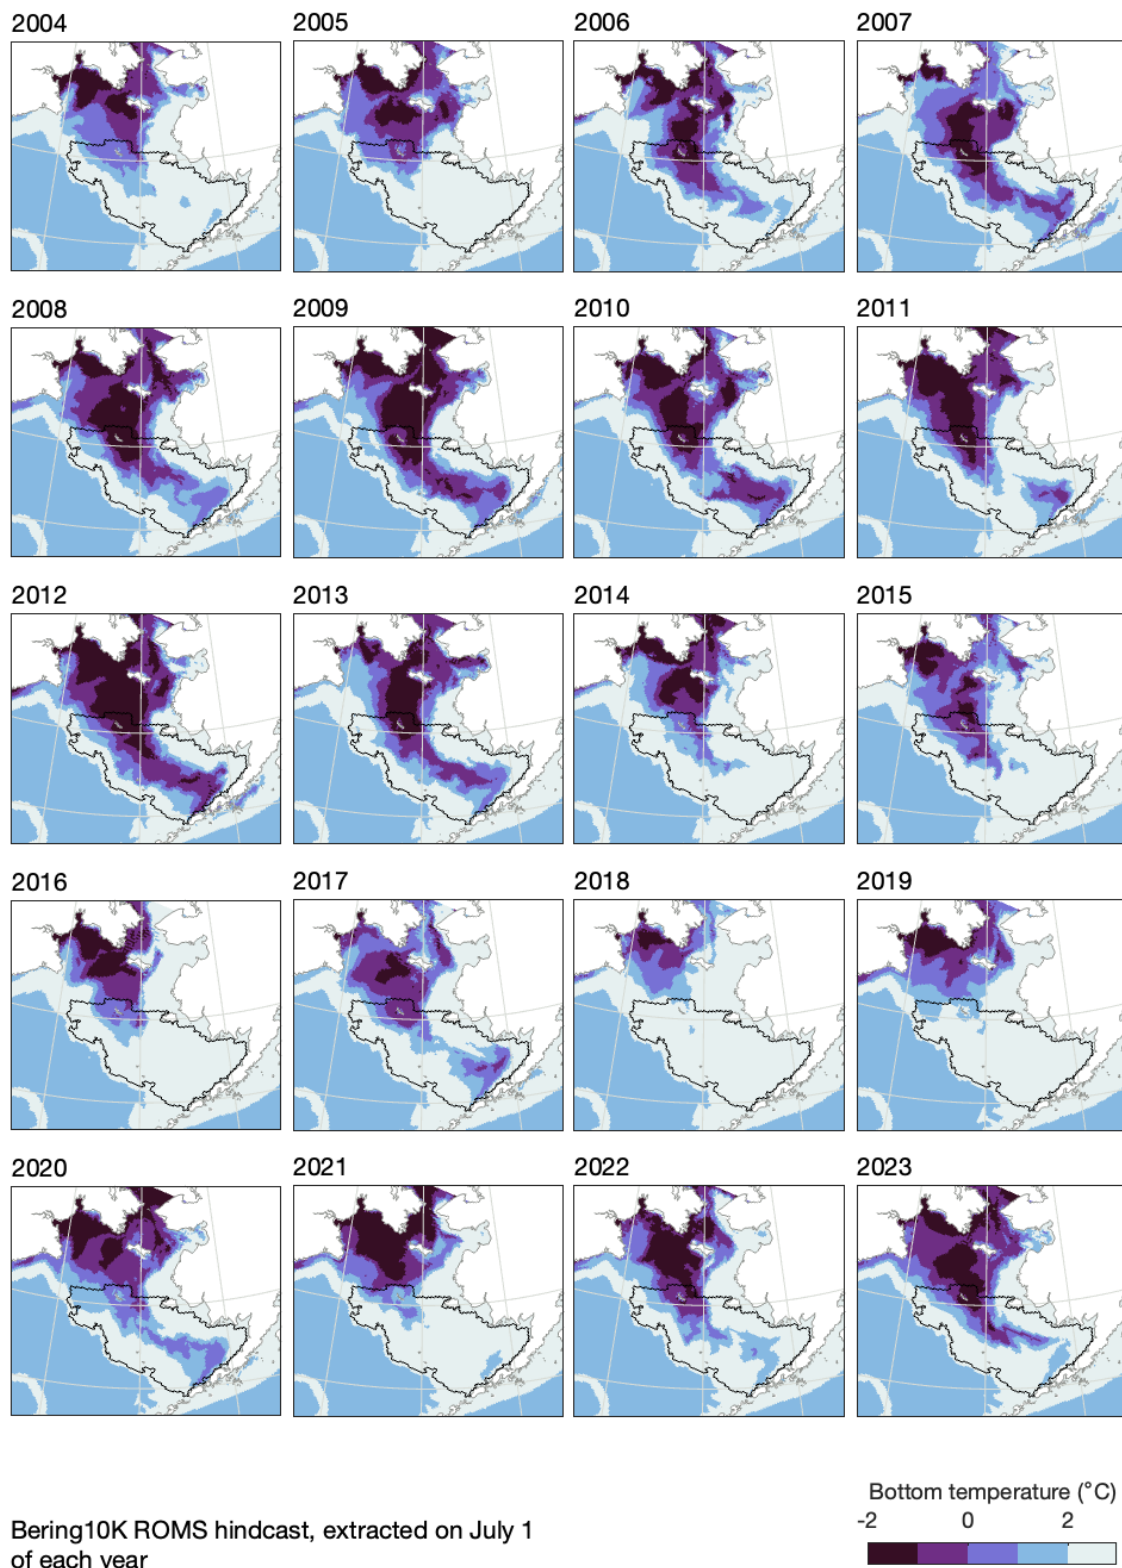 2004 2005 2006 2007
2008 2009 2010 2011
2012 2013 2014 2015
2016 2017 2018 2019
2020 2021 2022 2023
Bottom temperature (°C)
-2 0 2
Bering10K ROMS hindcast, extracted on July 1
of each year